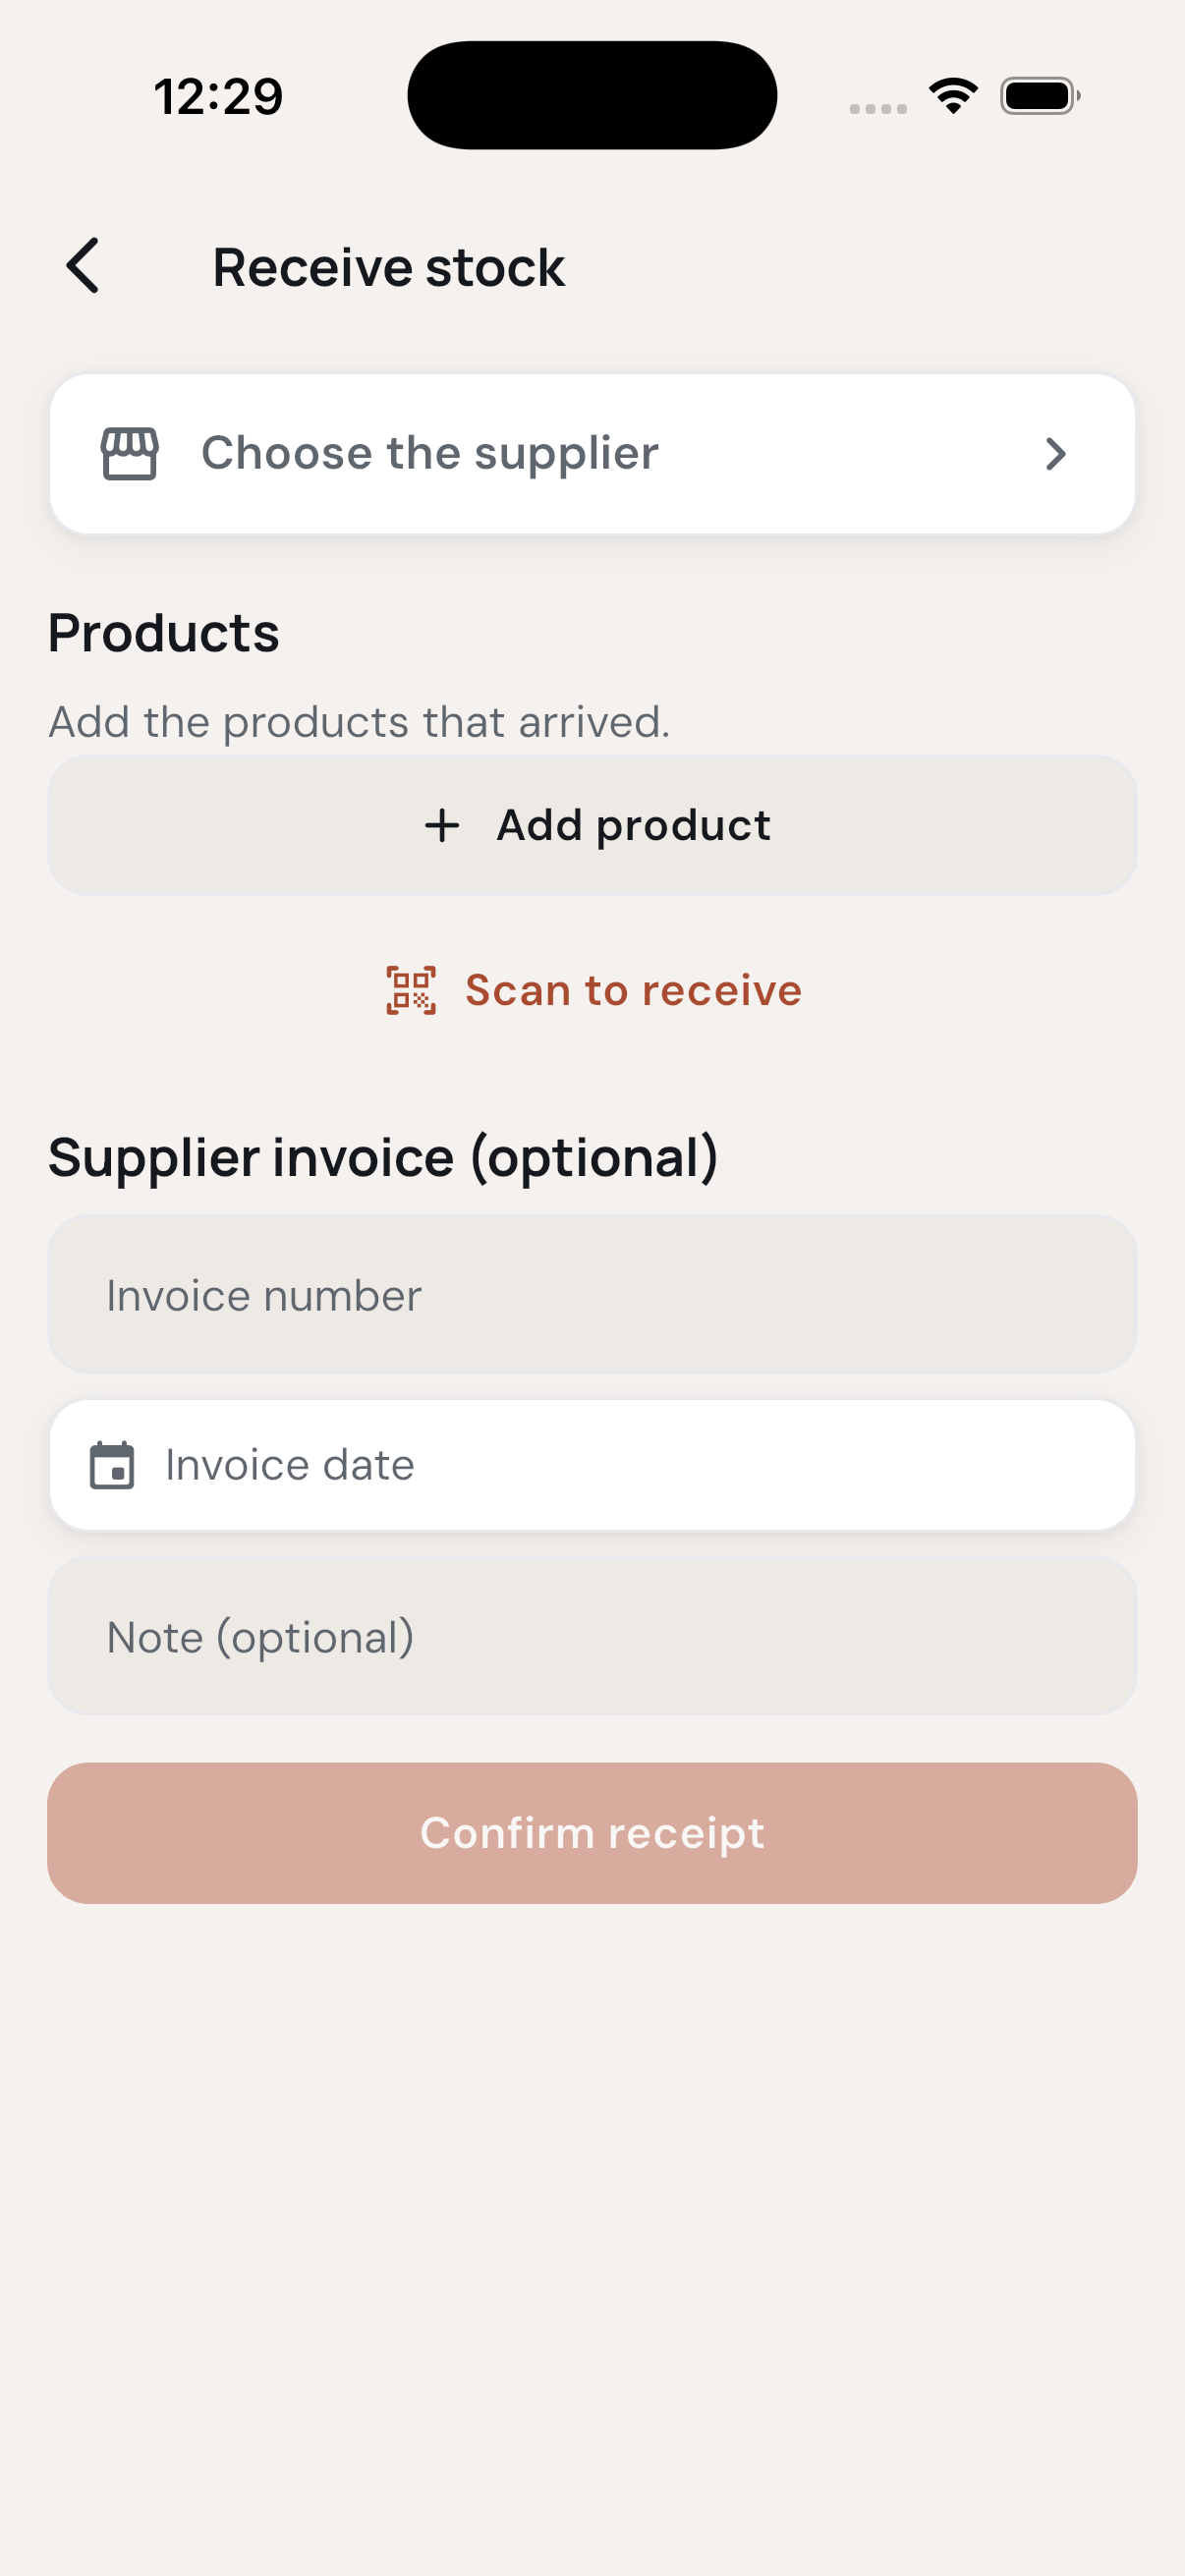 12:29
Receive stock
Choose the supplier
Products
Add the products that arrived.
Add product
Scan to receive
Supplier invoice (optional)
Invoice number
Invoice date
Note (optional)
Confirm receipt